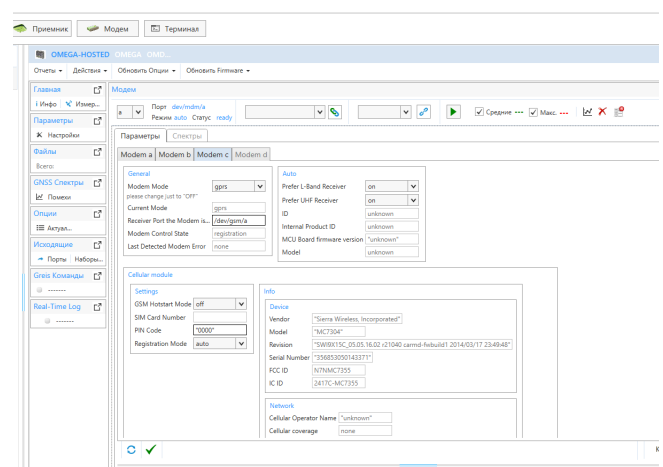 Приемник Модем Терминал
OMEGA-HOSTED OMEGA OMD...
Отчеты Действия Обновить Опции Обновить Firmware
Главная
Инфо Измер...
Параметры
Настройки
Файлы
Всего:
GNSS Спектры
Помехи
Опции
Актуал...
Исходящие
Порты Наборы...
Greis Команды
-------
Real-Time Log
-------
Модем
a
Порт dev/mdm/a
Режим auto Статус ready
Средние --- Макс. ---
Параметры Спектры
Modem a Modem b Modem c Modem d
General
Modem Mode gprs
please change just to "OFF"
Current Mode gprs
Receiver Port the Modem is... /dev/gsm/a
Modem Control State registration
Last Detected Modem Error none
Auto
Prefer L-Band Receiver on
Prefer UHF Receiver on
ID unknown
Internal Product ID unknown
MCU Board firmware version "unknown"
Model unknown
Cellular module
Settings
GSM Hotstart Mode off
SIM Card Number
PIN Code "0000"
Registration Mode auto
Info
Device
Vendor "Sierra Wireless, Incorporated"
Model "MC7304"
Revision "SWI9X15C_05.05.16.02 r21040 carmd-fwbuild1 2014/03/17 23:49:48"
Serial Number "356853050143371"
FCC ID N7NMC7355
IC ID 2417C-MC7355
Network
Cellular Operator Name "unknown"
Cellular coverage none